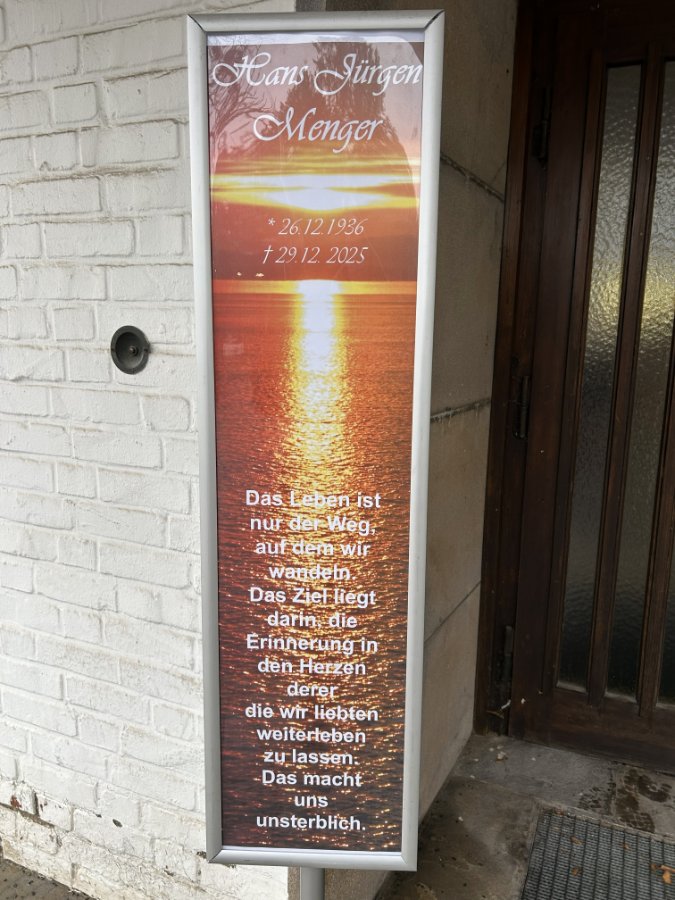 Hans Jürgen
Menger
* 26.12.1936
† 29.12. 2025
Das Leben ist
nur der Weg,
auf dem wir
wandeln.
Das Ziel liegt
darin, die
Erinnerung in
den Herzen
derer
die wir liebten
weiterleben
zu lassen.
Das macht
uns
unsterblich.